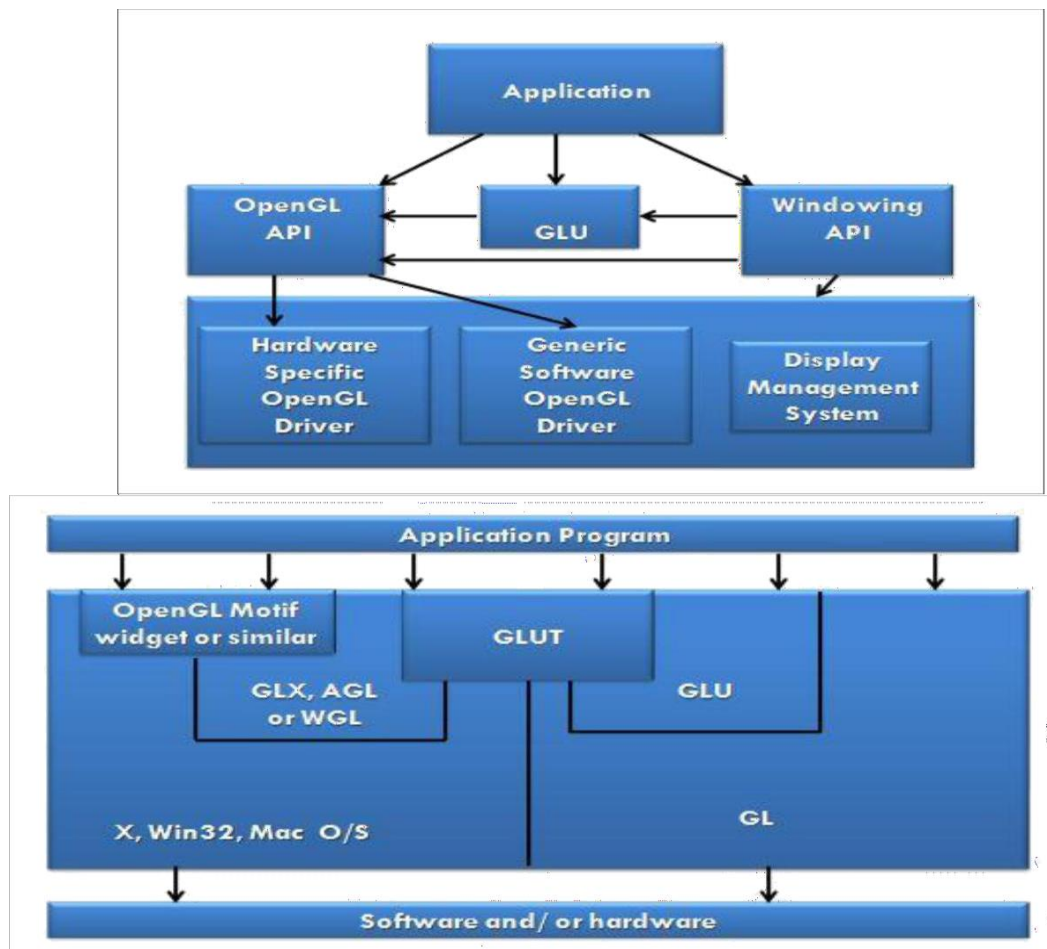 Application
OpenGL
API
GLU
Windowing
API
Hardware
Specific
OpenGL
Driver
Generic
Software
OpenGL
Driver
Display
Management
System
Application Program
OpenGL Motif
widget or similar
GLUT
GLX, AGL
or WGL
GLU
X, Win32, Mac O/S
GL
Software and/ or hardware